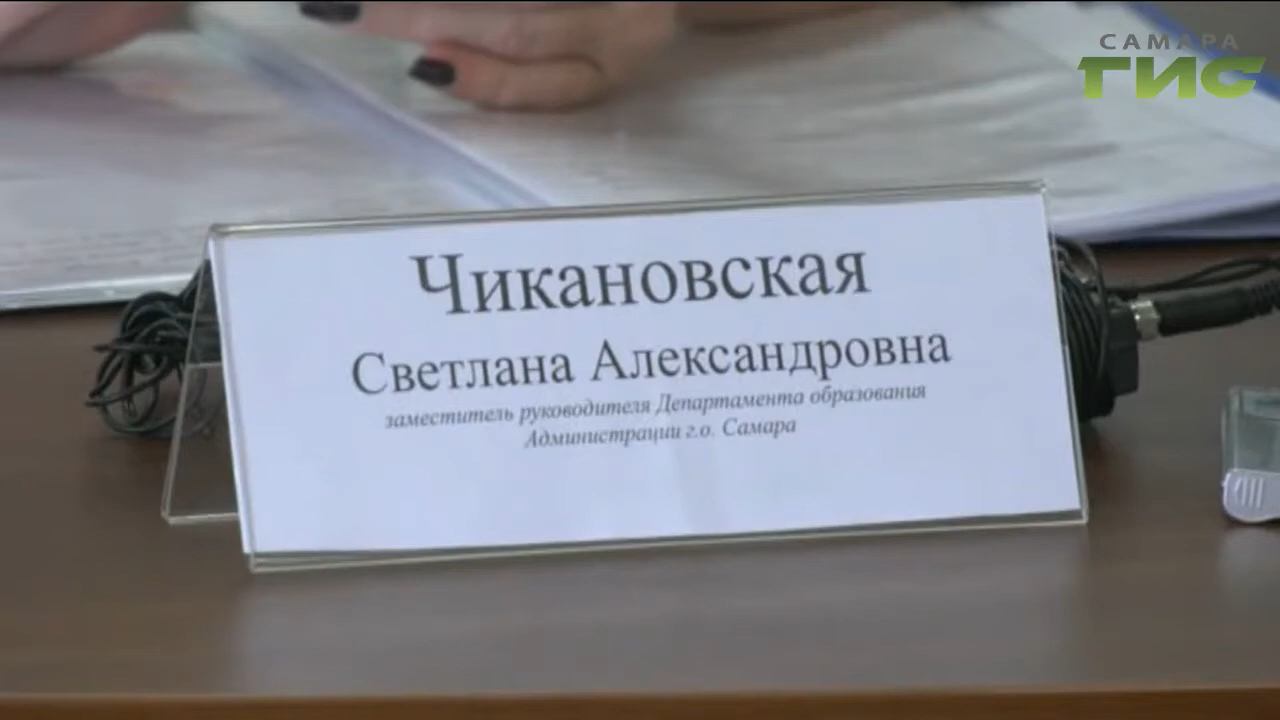 САМАРА
ГИС
Чикановская
Светлана Александровна
заместитель руководителя Департамента образования
Администрации г.о. Самара